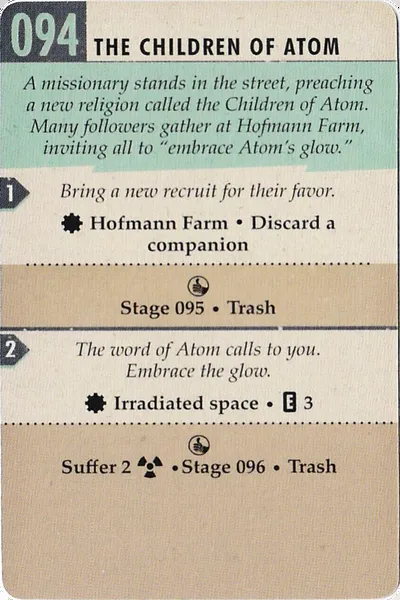 094 THE CHILDREN OF ATOM
A missionary stands in the street, preaching
a new religion called the Children of Atom.
Many followers gather at Hofmann Farm,
inviting all to “embrace Atom’s glow.”
1
Bring a new recruit for their favor.
Hofmann Farm • Discard a
companion
Stage 095 • Trash
2
The word of Atom calls to you.
Embrace the glow.
Irradiated space • E 3
Suffer 2 • Stage 096 • Trash